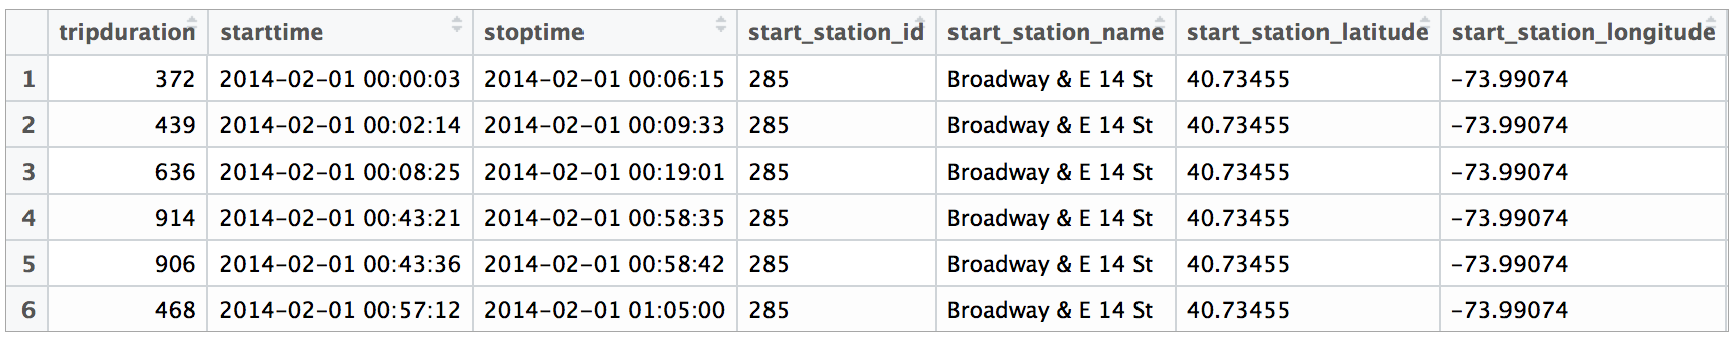 tripduration starttime stoptime start_station_id start_station_name start_station_latitude start_station_longitude
1 372 2014-02-01 00:00:03 2014-02-01 00:06:15 285 Broadway & E 14 St 40.73455 -73.99074
2 439 2014-02-01 00:02:14 2014-02-01 00:09:33 285 Broadway & E 14 St 40.73455 -73.99074
3 636 2014-02-01 00:08:25 2014-02-01 00:19:01 285 Broadway & E 14 St 40.73455 -73.99074
4 914 2014-02-01 00:43:21 2014-02-01 00:58:35 285 Broadway & E 14 St 40.73455 -73.99074
5 906 2014-02-01 00:43:36 2014-02-01 00:58:42 285 Broadway & E 14 St 40.73455 -73.99074
6 468 2014-02-01 00:57:12 2014-02-01 01:05:00 285 Broadway & E 14 St 40.73455 -73.99074